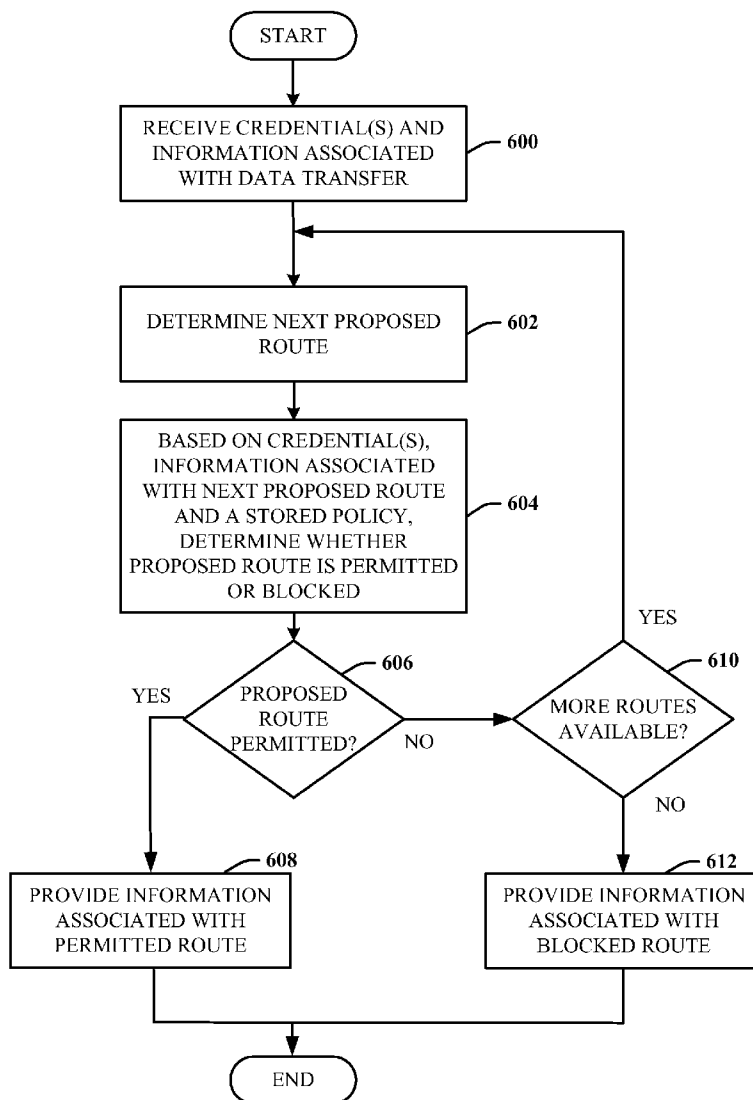 START
RECEIVE CREDENTIAL(S) AND
INFORMATION ASSOCIATED
WITH DATA TRANSFER
600
DETERMINE NEXT PROPOSED
ROUTE
602
BASED ON CREDENTIAL(S),
INFORMATION ASSOCIATED
WITH NEXT PROPOSED ROUTE
AND A STORED POLICY,
DETERMINE WHETHER
PROPOSED ROUTE IS PERMITTED
OR BLOCKED
604
PROPOSED
ROUTE
PERMITTED?
606
YES
NO
MORE ROUTES
AVAILABLE?
610
YES
NO
PROVIDE INFORMATION
ASSOCIATED WITH
PERMITTED ROUTE
608
PROVIDE INFORMATION
ASSOCIATED WITH
BLOCKED ROUTE
612
END